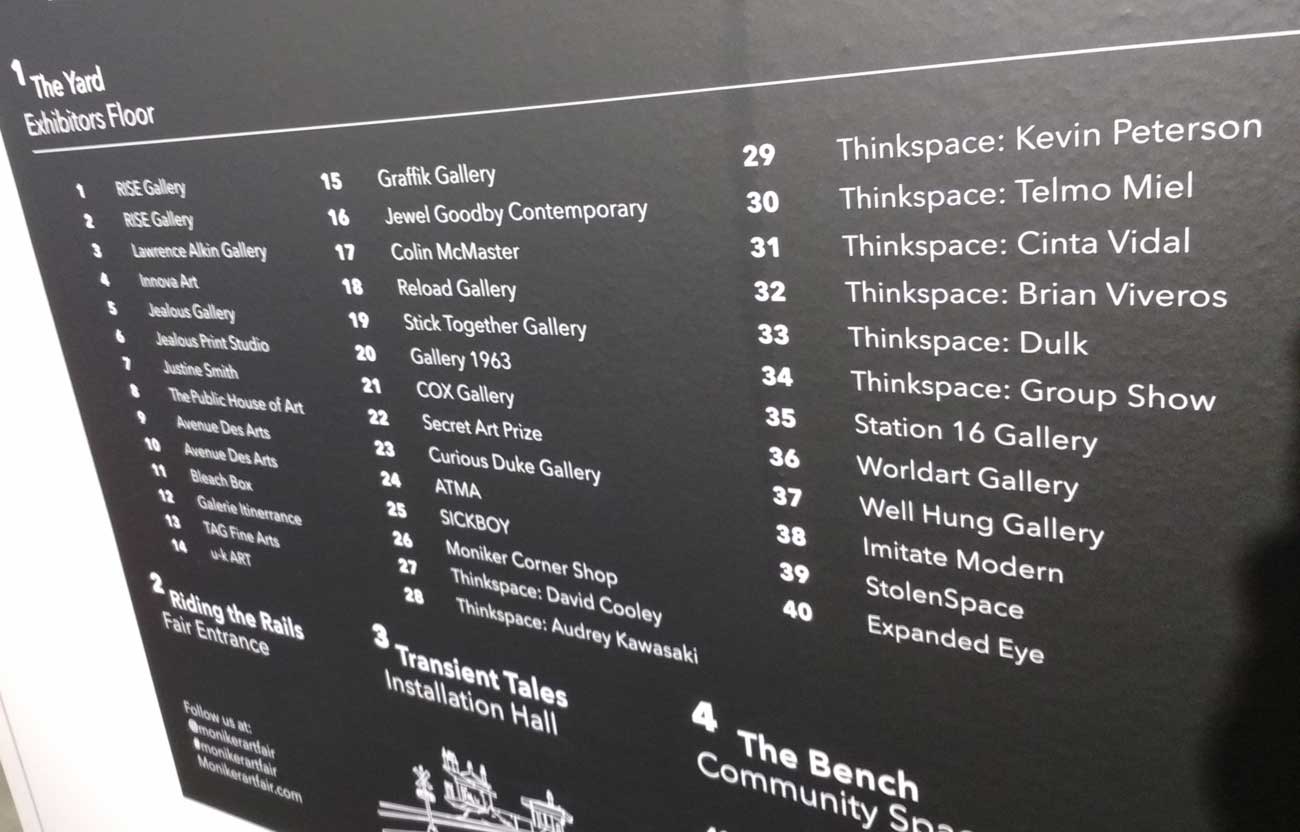 1 The Yard
Exhibitors Floor
1 RISE Gallery
2 RISE Gallery
3 Lawrence Alkin Gallery
4 Innova Art
5 Jealous Gallery
6 Jealous Print Studio
7 Justine Smith
8 The Public House of Art
9 Avenue Des Arts
10 Avenue Des Arts
11 Bleach Box
12 Galerie Itinerrance
13 TAG Fine Arts
14 u-k ART
15 Graffik Gallery
16 Jewel Goodby Contemporary
17 Colin McMaster
18 Reload Gallery
19 Stick Together Gallery
20 Gallery 1963
21 COX Gallery
22 Secret Art Prize
23 Curious Duke Gallery
24 ATMA
25 SICKBOY
26 Moniker Corner Shop
27 Thinkspace: David Cooley
28 Thinkspace: Audrey Kawasaki
29 Thinkspace: Kevin Peterson
30 Thinkspace: Telmo Miel
31 Thinkspace: Cinta Vidal
32 Thinkspace: Brian Viveros
33 Thinkspace: Dulk
34 Thinkspace: Group Show
35 Station 16 Gallery
36 Worldart Gallery
37 Well Hung Gallery
38 Imitate Modern
39 StolenSpace
40 Expanded Eye
2 Riding the Rails
Fair Entrance
Follow us at:
@monikerartfair
monikerartfair
Monikerartfair.com
3 Transient Tales
Installation Hall
4 The Bench
Community